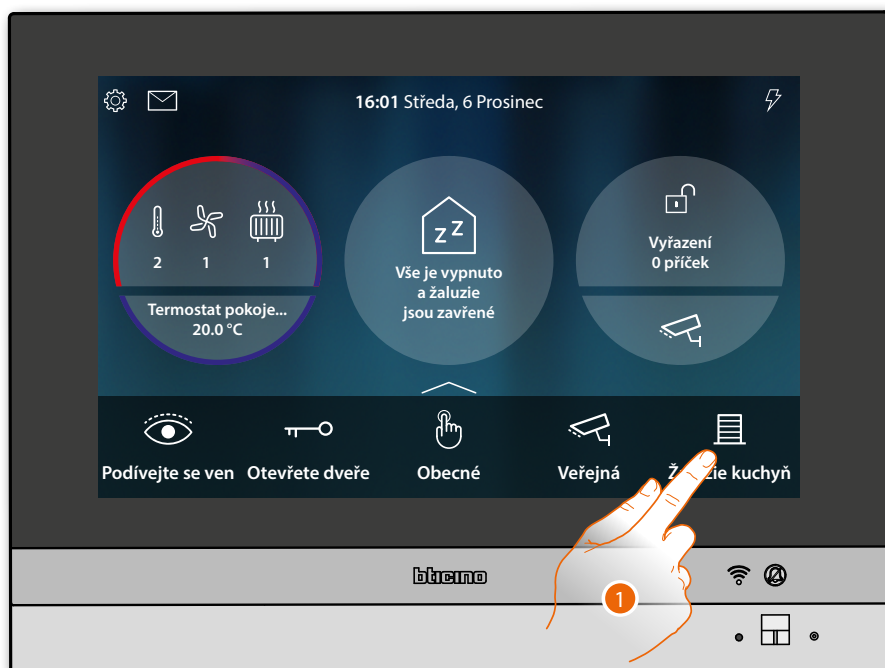 16:01 Středa, 6 Prosinec
2 1 1
Termostat pokoje...
20.0 °C
Vše je vypnuto
a žaluzie
jsou zavřené
Vyřazení
0 příček
Podívejte se ven Otevřete dveře Obecné Veřejná kuchyň
bticino
1